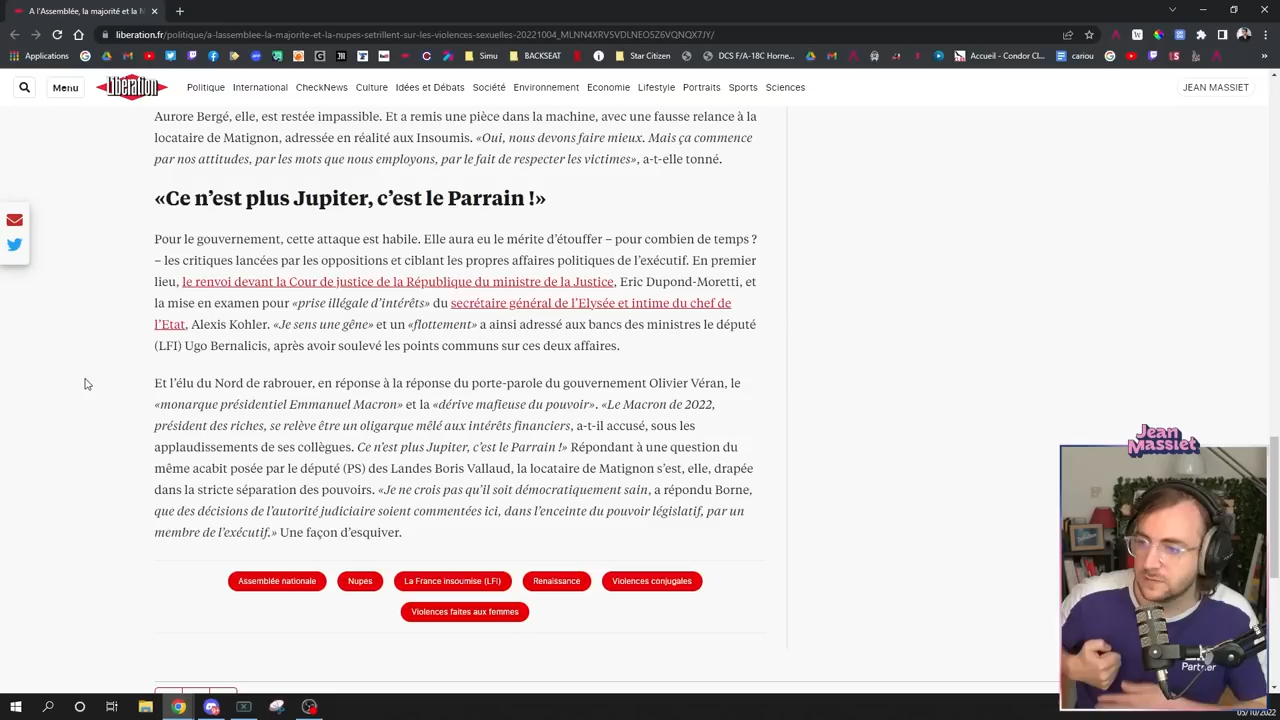 A l'Assemblée, la majorité et la N
liberation.fr/politique/a-lassemblee-la-majorite-et-la-nupes-setrillent-sur-les-violences-sexuelles-20221004_MLNN4XRV5VDLNEO5Z6VQNQX7JY/
Applications
Simu
BACKSEAT
Star Citizen
DCS F/A-18C Horne...
Accueil - Condor Cl...
cariou
Menu
Libération
Politique International CheckNews Culture Idées et Débats Société Environnement Economie Lifestyle Portraits Sports Sciences
JEAN MASSIET
Aurore Bergé, elle, est restée impassible. Et a remis une pièce dans la machine, avec une fausse relance à la
locataire de Matignon, adressée en réalité aux Insoumis. «Oui, nous devons faire mieux. Mais ça commence
par nos attitudes, par les mots que nous employons, par le fait de respecter les victimes», a-t-elle tonné.
«Ce n'est plus Jupiter, c'est le Parrain !»
Pour le gouvernement, cette attaque est habile. Elle aura eu le mérite d'étouffer – pour combien de temps ?
– les critiques lancées par les oppositions et ciblant les propres affaires politiques de l'exécutif. En premier
lieu, le renvoi devant la Cour de justice de la République du ministre de la Justice, Eric Dupond-Moretti, et
la mise en examen pour «prise illégale d'intérêts» du secrétaire général de l'Elysée et intime du chef de
l'Etat, Alexis Kohler. «Je sens une gêne» et un «flottement» a ainsi adressé aux bancs des ministres le député
(LFI) Ugo Bernalicis, après avoir soulevé les points communs sur ces deux affaires.
Et l'élu du Nord de rabrouer, en réponse à la réponse du porte-parole du gouvernement Olivier Véran, le
«monarque présidentiel Emmanuel Macron» et la «dérive mafieuse du pouvoir». «Le Macron de 2022,
président des riches, se relève être un oligarque mêlé aux intérêts financiers, a-t-il accusé, sous les
applaudissements de ses collègues. Ce n'est plus Jupiter, c'est le Parrain !» Répondant à une question du
même acabit posée par le député (PS) des Landes Boris Vallaud, la locataire de Matignon s'est, elle, drapée
dans la stricte séparation des pouvoirs. «Je ne crois pas qu'il soit démocratiquement sain, a répondu Borne,
que des décisions de l'autorité judiciaire soient commentées ici, dans l'enceinte du pouvoir législatif, par un
membre de l'exécutif.» Une façon d'esquiver.
Assemblée nationale
Nupes
La France insoumise (LFI)
Renaissance
Violences conjugales
Violences faites aux femmes
Jean
Massiet
05/10/2022